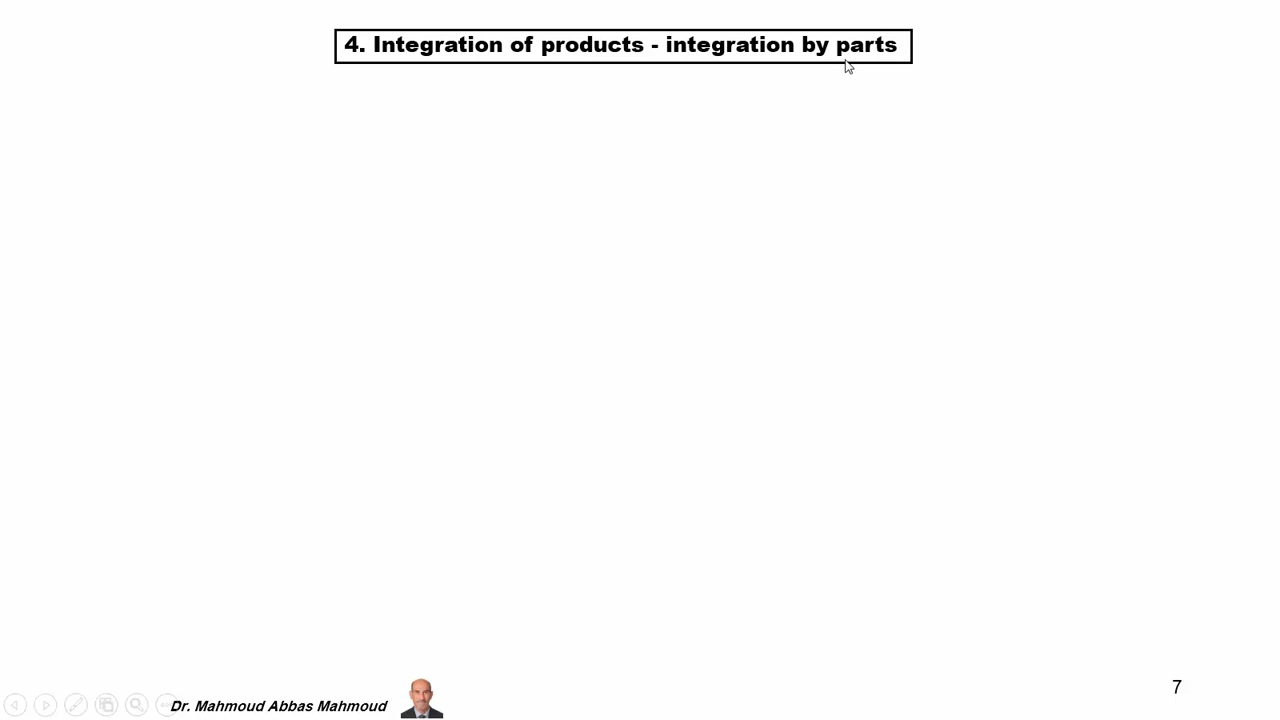 4. Integration of products - integration by parts
Dr. Mahmoud Abbas Mahmoud
7